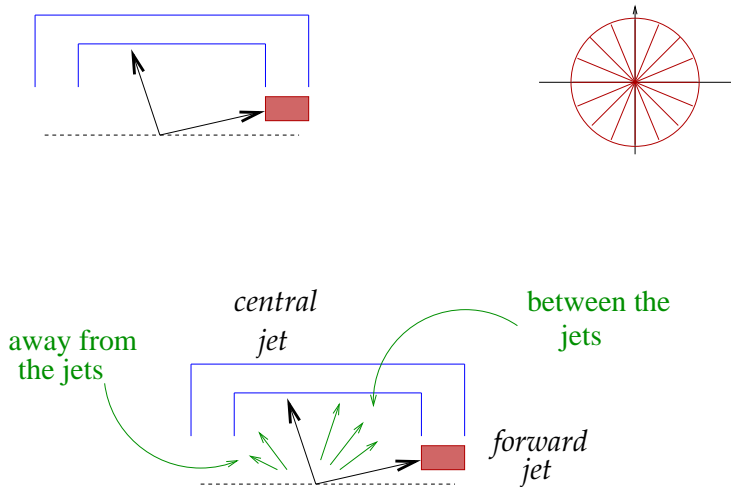 central
jet
between the
jets
away from
the jets
forward
jet